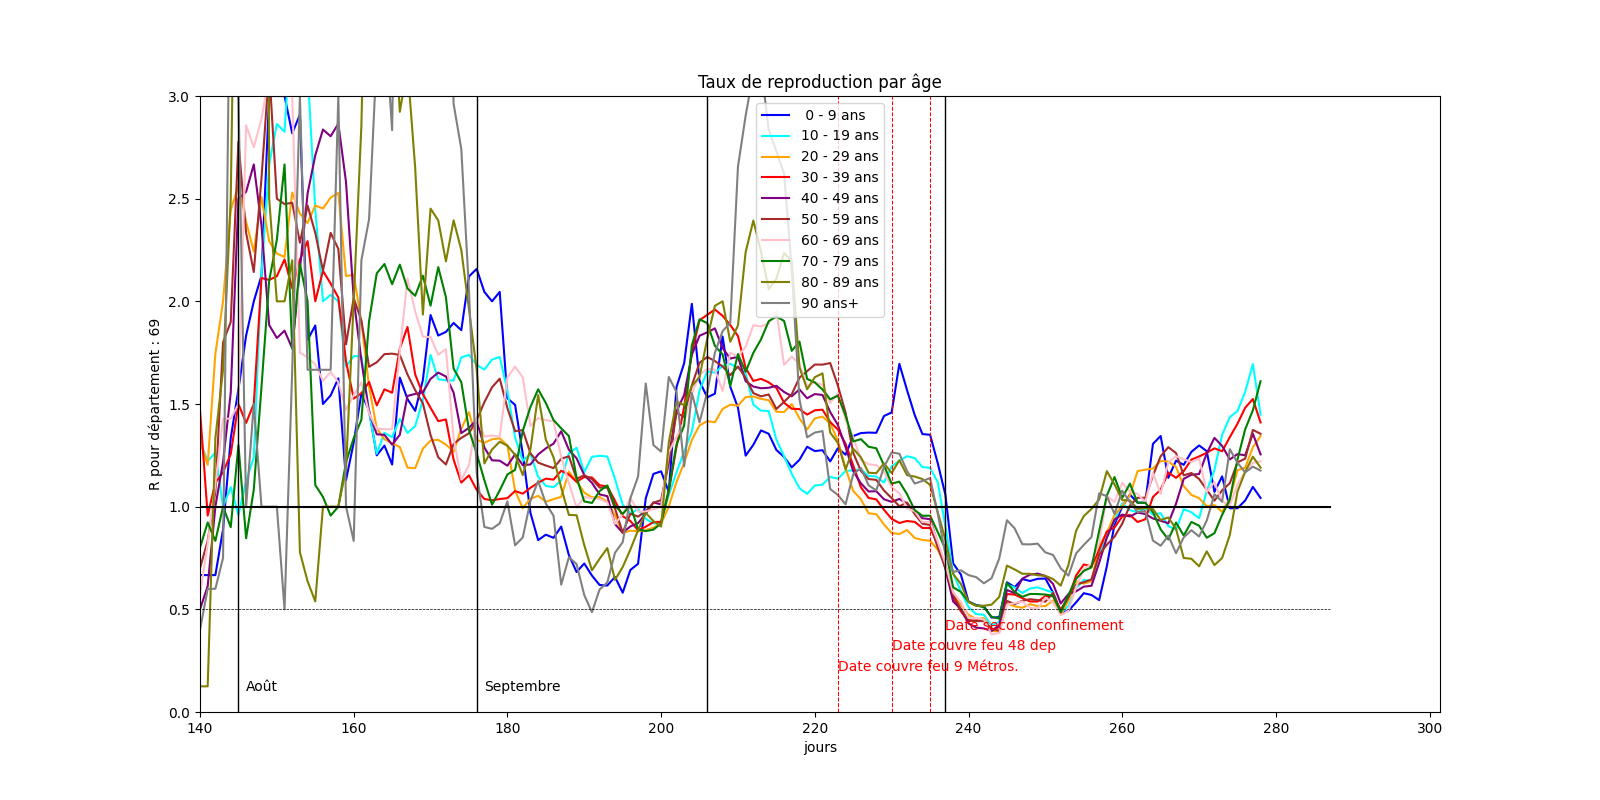 Taux de reproduction par âge
R pour département : 69
3.0
2.5
2.0
1.5
1.0
0.5
0.0
0 - 9 ans
10 - 19 ans
20 - 29 ans
30 - 39 ans
40 - 49 ans
50 - 59 ans
60 - 69 ans
70 - 79 ans
80 - 89 ans
90 ans+
Date second confinement
Date couvre feu 48 dep
Date couvre feu 9 Métros.
Août
Septembre
140 160 180 200 220 240 260 280 300
jours